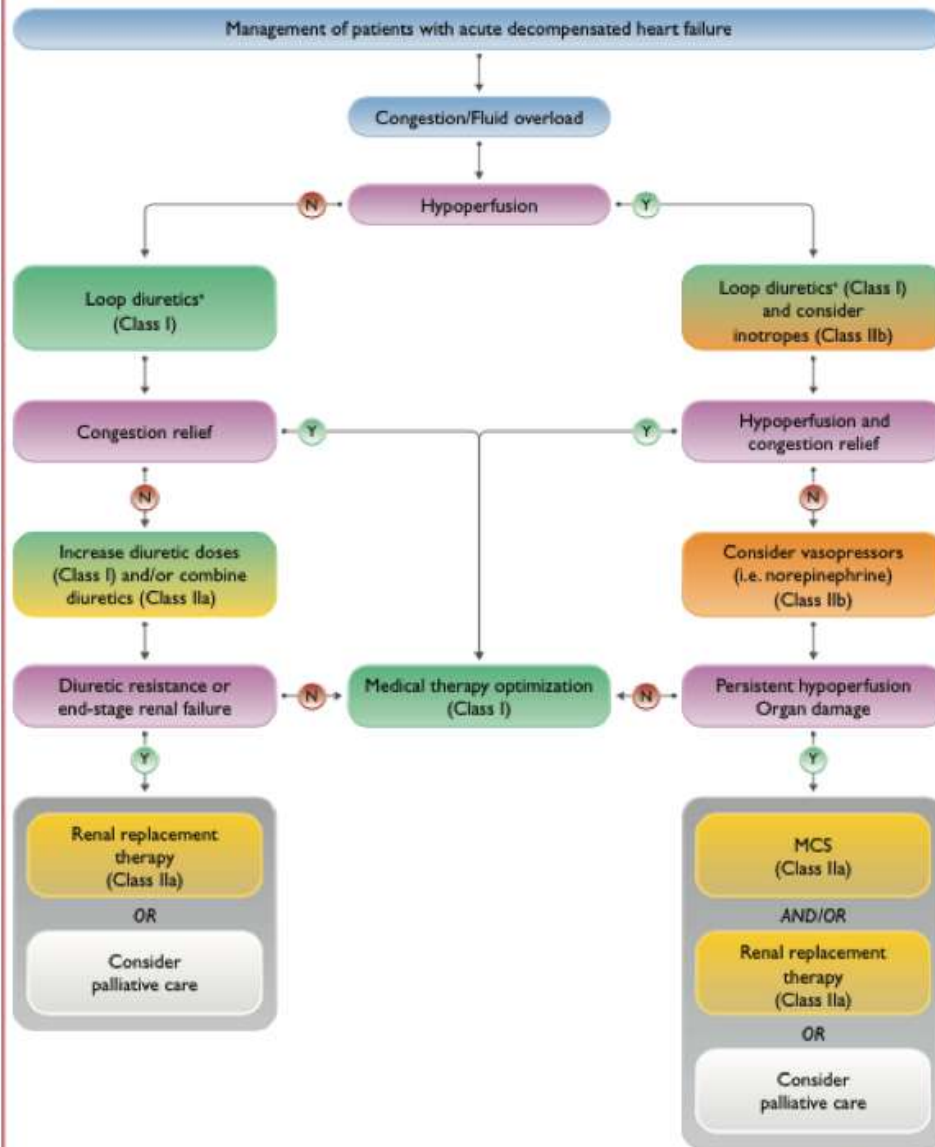 Management of patients with acute decompensated heart failure
Congestion/Fluid overload
N
Hypoperfusion
Y
Loop diureticsᵃ
(Class I)
Loop diureticsᵃ (Class I)
and consider
inotropes (Class IIb)
Congestion relief
Y
Y
Hypoperfusion and
congestion relief
N
N
Increase diuretic doses
(Class I) and/or combine
diuretics (Class IIa)
Consider vasopressors
(i.e. norepinephrine)
(Class IIb)
Diuretic resistance or
end-stage renal failure
N
Medical therapy optimization
(Class I)
N
Persistent hypoperfusion
Organ damage
Y
Y
Renal replacement
therapy
(Class IIa)
OR
Consider
palliative care
MCS
(Class IIa)
AND/OR
Renal replacement
therapy
(Class IIa)
OR
Consider
palliative care